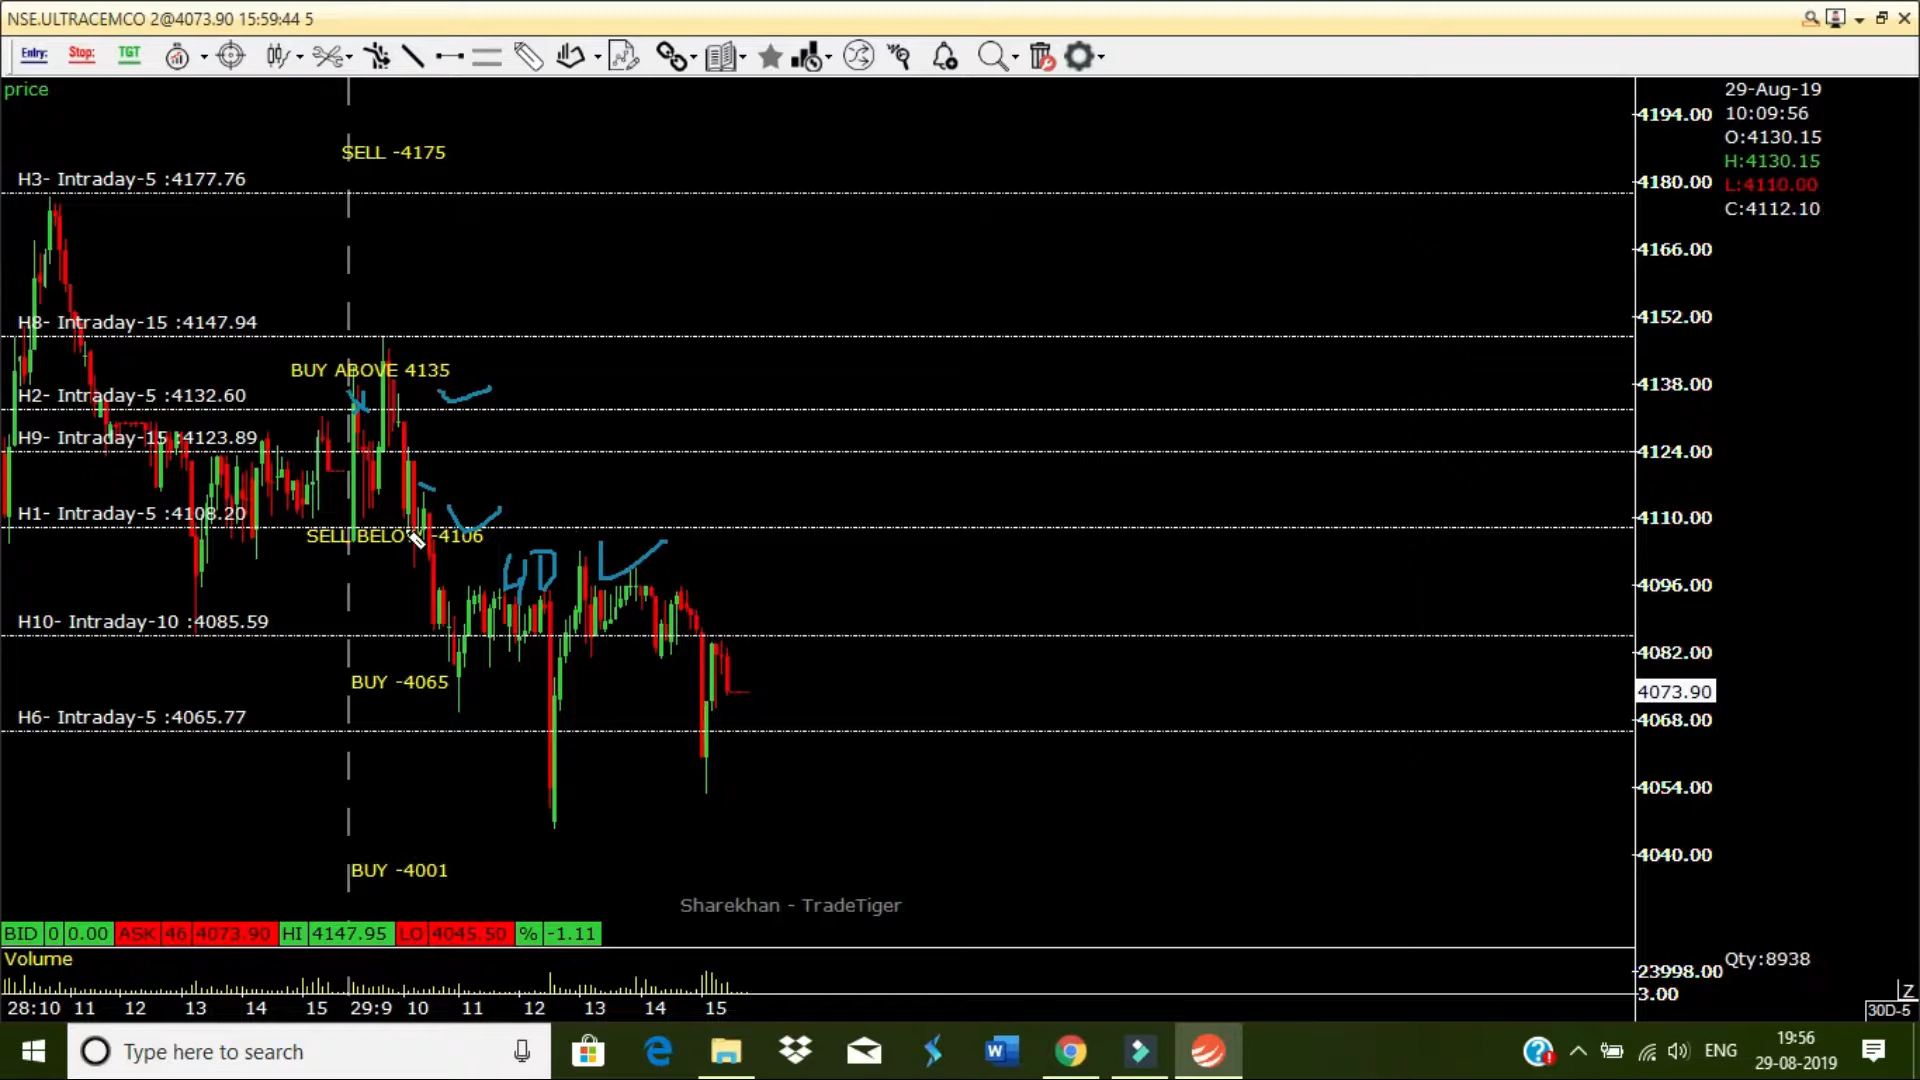 NSE.ULTRACEMCO 2@4073.90 15:59:44 5
Entry: Stop: TGT
price
29-Aug-19
10:09:56
O:4130.15
H:4130.15
L:4110.00
C:4112.10
4194.00
SELL -4175
H3- Intraday-5 :4177.76
4180.00
4166.00
H8- Intraday-15 :4147.94
4152.00
BUY ABOVE 4135
H2- Intraday-5 :4132.60
4138.00
H9- Intraday-15 :4123.89
4124.00
H1- Intraday-5 :4108.20
4110.00
SELL BELOW -4106
40
4096.00
H10- Intraday-10 :4085.59
4082.00
BUY -4065
4073.90
H6- Intraday-5 :4065.77
4068.00
4054.00
4040.00
BUY -4001
Sharekhan - TradeTiger
BID 0 0.00 ASK 46 4073.90 HI 4147.95 LO 4045.50 % -1.11
Volume
Qty:8938
23998.00
3.00
28:10 11 12 13 14 15 29:9 10 11 12 13 14 15
Z
30D-5
Type here to search
ENG
19:56
29-08-2019